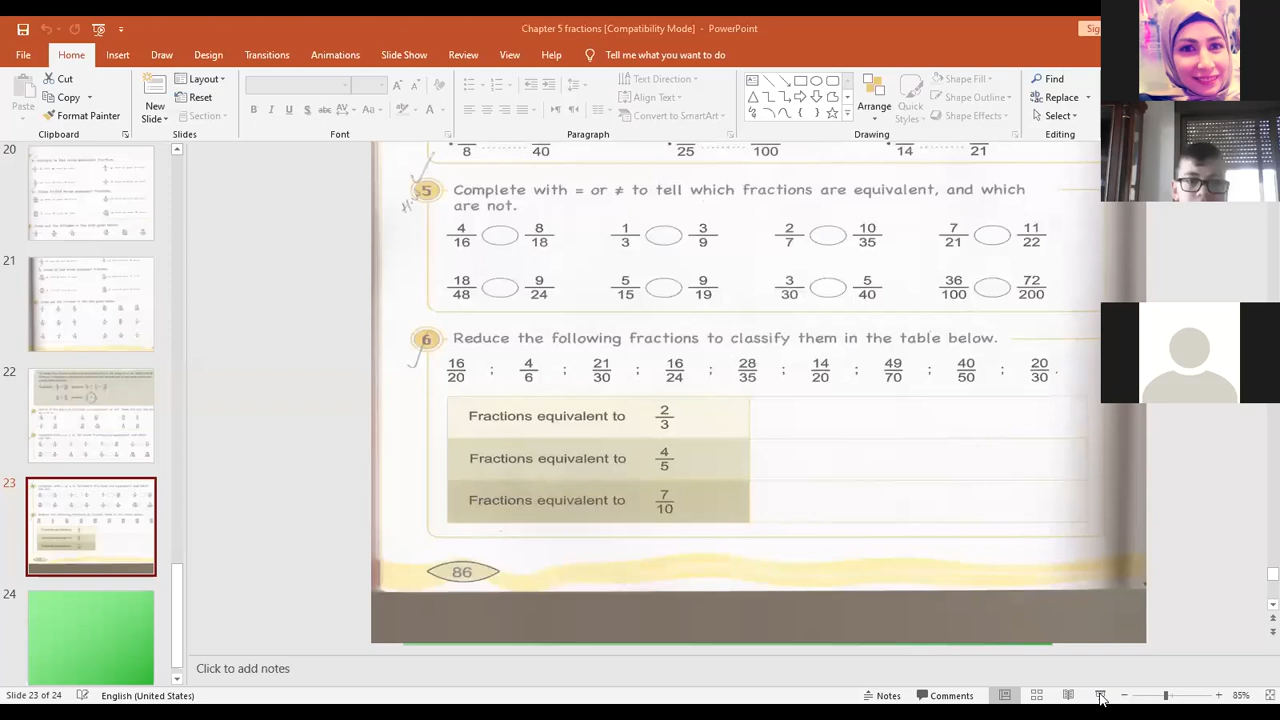 Chapter 5 fractions [Compatibility Mode] - PowerPoint
File Home Insert Draw Design Transitions Animations Slide Show Review View Help Tell me what you want to do
Paste
Cut
Copy
Format Painter
Clipboard
New Slide
Layout
Reset
Section
Slides
Font
Text Direction
Align Text
Convert to SmartArt
Paragraph
Arrange
Quick Styles
Shape Fill
Shape Outline
Shape Effects
Drawing
Find
Replace
Select
Editing
20
21
22
23
24
8 ........ 40 25 ........ 100 14 ........ 21
5 Complete with = or ≠ to tell which fractions are equivalent, and which
are not.
4/16 8/18 1/3 3/9 2/7 10/35 7/21 11/22
18/48 9/24 5/15 9/19 3/30 5/40 36/100 72/200
6 Reduce the following fractions to classify them in the table below.
16/20 ; 4/6 ; 21/30 ; 16/24 ; 28/35 ; 14/20 ; 49/70 ; 40/50 ; 20/30 .
Fractions equivalent to 2/3
Fractions equivalent to 4/5
Fractions equivalent to 7/10
86
Click to add notes
Slide 23 of 24 English (United States) Notes Comments 85%